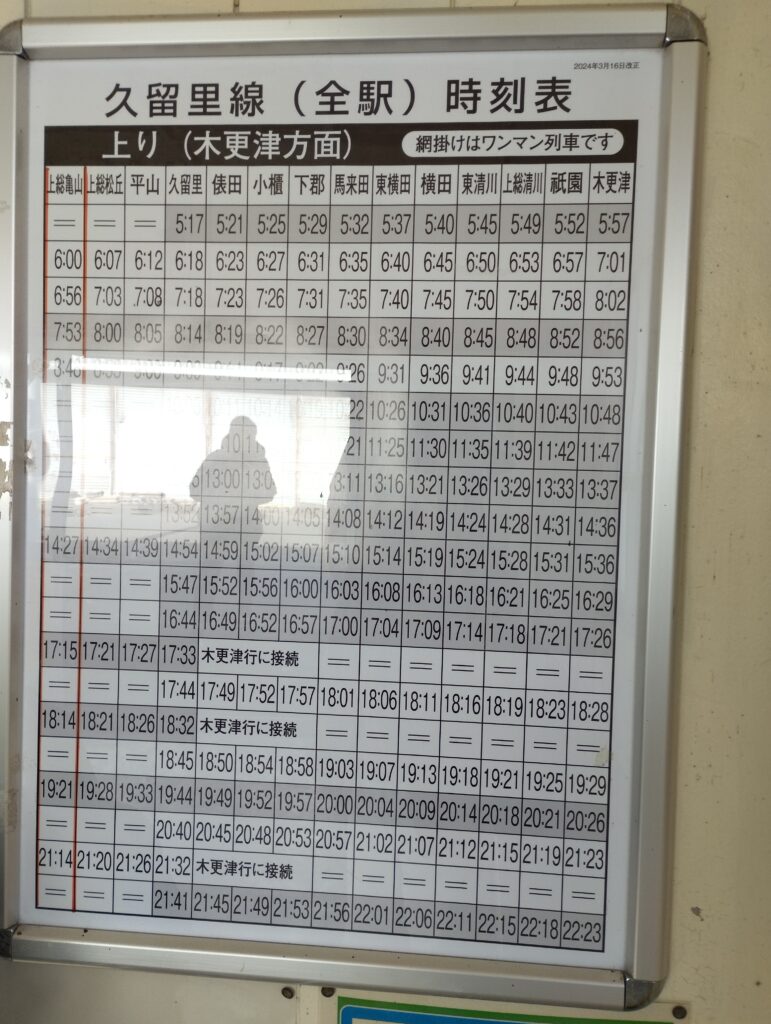 2024年3月16日改正
久留里線（全駅）時刻表
上り（木更津方面） 網掛けはワンマン列車です
上総亀山 上総松丘 平山 久留里 俵田 小櫃 下郡 馬来田 東横田 横田 東清川 上総清川 祇園 木更津
＝ ＝ ＝ 5:17 5:21 5:25 5:29 5:32 5:37 5:40 5:45 5:49 5:52 5:57
6:00 6:07 6:12 6:18 6:23 6:27 6:31 6:35 6:40 6:45 6:50 6:53 6:57 7:01
6:56 7:03 7:08 7:18 7:23 7:26 7:31 7:35 7:40 7:45 7:50 7:54 7:58 8:02
7:53 8:00 8:05 8:14 8:19 8:22 8:27 8:30 8:34 8:40 8:45 8:48 8:52 8:56
9:26 9:31 9:36 9:41 9:44 9:48 9:53
10:26 10:31 10:36 10:40 10:43 10:48
11:25 11:30 11:35 11:39 11:42 11:47
13:00 13:11 13:16 13:21 13:26 13:29 13:33 13:37
13:52 13:57 14:00 14:05 14:08 14:12 14:19 14:24 14:28 14:31 14:36
14:27 14:34 14:39 14:54 14:59 15:02 15:07 15:10 15:14 15:19 15:24 15:28 15:31 15:36
＝ ＝ ＝ 15:47 15:52 15:56 16:00 16:03 16:08 16:13 16:18 16:21 16:25 16:29
＝ ＝ ＝ 16:44 16:49 16:52 16:57 17:00 17:04 17:09 17:14 17:18 17:21 17:26
17:15 17:21 17:27 17:33 木更津行に接続 ＝ ＝ ＝ ＝ ＝ ＝ ＝
＝ ＝ ＝ 17:44 17:49 17:52 17:57 18:01 18:06 18:11 18:16 18:19 18:23 18:28
18:14 18:21 18:26 18:32 木更津行に接続 ＝ ＝ ＝ ＝ ＝ ＝ ＝
＝ ＝ ＝ 18:45 18:50 18:54 18:58 19:03 19:07 19:13 19:18 19:21 19:25 19:29
19:21 19:28 19:33 19:44 19:49 19:52 19:57 20:00 20:04 20:09 20:14 20:18 20:21 20:26
＝ ＝ ＝ 20:40 20:45 20:48 20:53 20:57 21:02 21:07 21:12 21:15 21:19 21:23
21:14 21:20 21:26 21:32 木更津行に接続 ＝ ＝ ＝ ＝ ＝ ＝ ＝
＝ ＝ ＝ 21:41 21:45 21:49 21:53 21:56 22:01 22:06 22:11 22:15 22:18 22:23